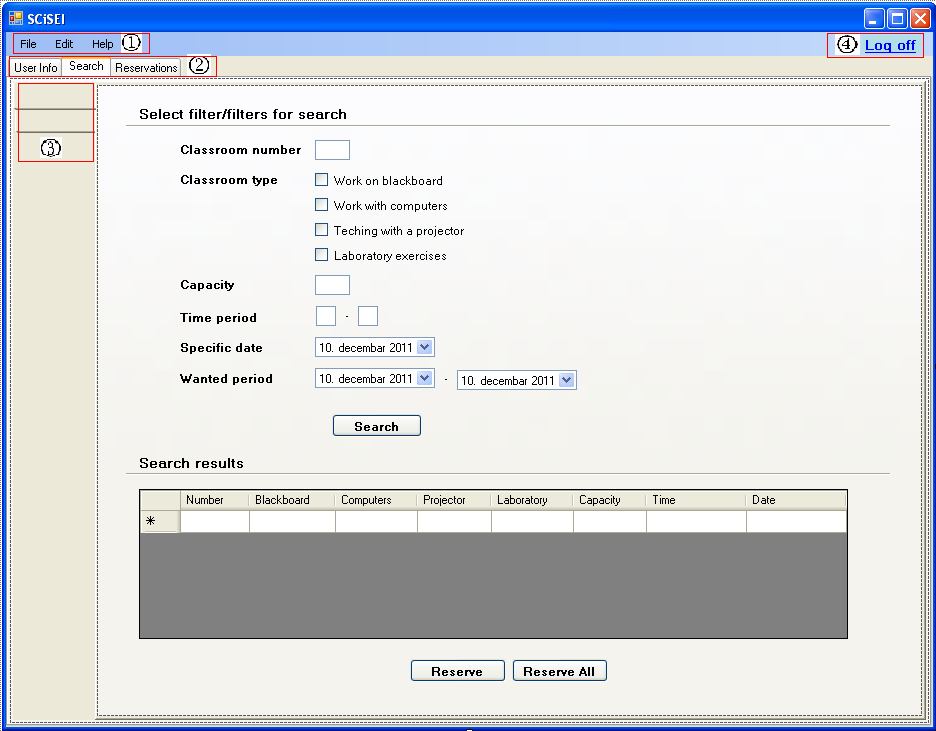 SCiSEI
File Edit Help ①
④ Log off
User Info Search Reservations ②
③
Select filter/filters for search
Classroom number
Classroom type
Work on blackboard
Work with computers
Teching with a projector
Laboratory exercises
Capacity
Time period -
Specific date 10. decembar 2011
Wanted period 10. decembar 2011 - 10. decembar 2011
Search
Search results
Number Blackboard Computers Projector Laboratory Capacity Time Date
*
Reserve Reserve All